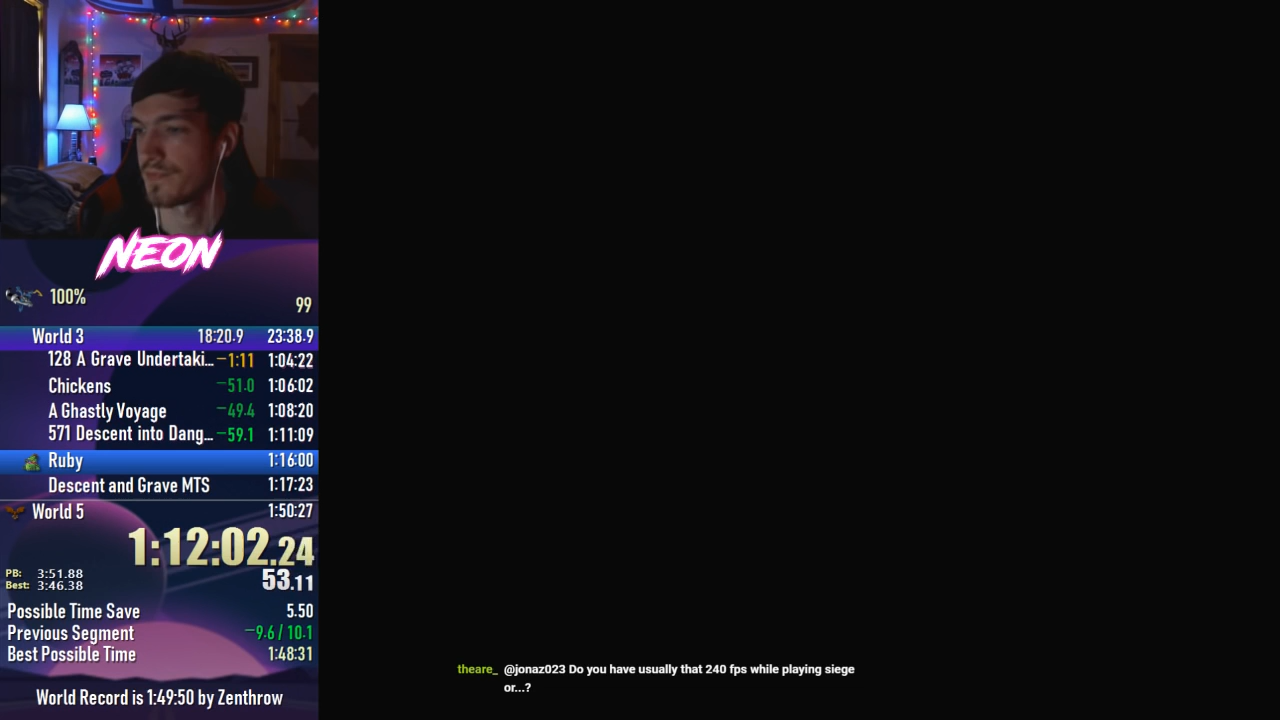 NEON
100%
99
World 3 18:20.9 23:38.9
128 A Grave Undertaki... −1:11 1:04:22
Chickens −51.0 1:06:02
A Ghastly Voyage −49.4 1:08:20
571 Descent into Dang... −59.1 1:11:09
Ruby 1:16:00
Descent and Grave MTS 1:17:23
World 5 1:50:27
1:12:02.24
PB: 3:51.88
Best: 3:46.38
53.11
Possible Time Save 5.50
Previous Segment −9.6 / 10.1
Best Possible Time 1:48:31
World Record is 1:49:50 by Zenthrow
theare_ @jonaz023 Do you have usually that 240 fps while playing siege
or...?